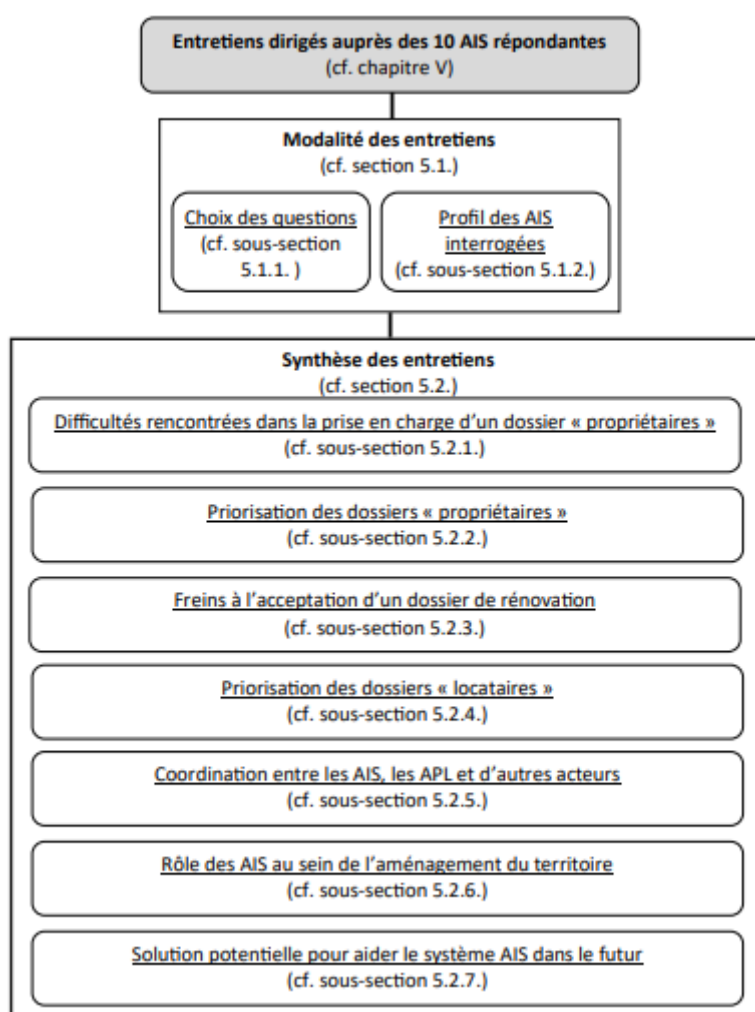 Entretiens dirigés auprès des 10 AIS répondantes
(cf. chapitre V)
Modalité des entretiens
(cf. section 5.1.)
Choix des questions
(cf. sous-section
5.1.1. )
Profil des AIS
interrogées
(cf. sous-section 5.1.2.)
Synthèse des entretiens
(cf. section 5.2.)
Difficultés rencontrées dans la prise en charge d’un dossier « propriétaires »
(cf. sous-section 5.2.1.)
Priorisation des dossiers « propriétaires »
(cf. sous-section 5.2.2.)
Freins à l’acceptation d’un dossier de rénovation
(cf. sous-section 5.2.3.)
Priorisation des dossiers « locataires »
(cf. sous-section 5.2.4.)
Coordination entre les AIS, les APL et d’autres acteurs
(cf. sous-section 5.2.5.)
Rôle des AIS au sein de l’aménagement du territoire
(cf. sous-section 5.2.6.)
Solution potentielle pour aider le système AIS dans le futur
(cf. sous-section 5.2.7.)